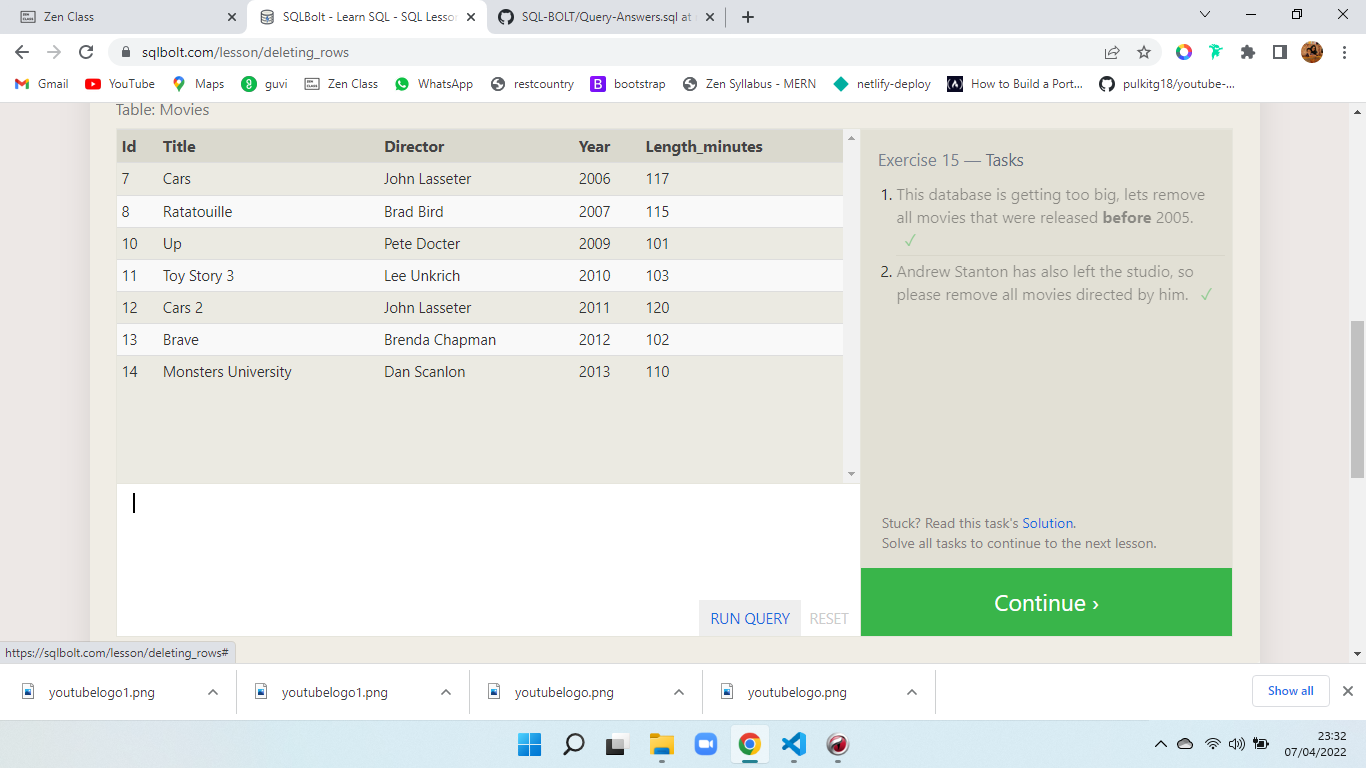 Zen Class
SQLBolt - Learn SQL - SQL Lesson
SQL-BOLT/Query-Answers.sql at
sqlbolt.com/lesson/deleting_rows
Gmail YouTube Maps guvi Zen Class WhatsApp restcountry bootstrap Zen Syllabus - MERN netlify-deploy How to Build a Port... pulkitg18/youtube-...
Table: Movies
Id Title Director Year Length_minutes
7 Cars John Lasseter 2006 117
8 Ratatouille Brad Bird 2007 115
10 Up Pete Docter 2009 101
11 Toy Story 3 Lee Unkrich 2010 103
12 Cars 2 John Lasseter 2011 120
13 Brave Brenda Chapman 2012 102
14 Monsters University Dan Scanlon 2013 110
RUN QUERY RESET
Exercise 15 — Tasks
1. This database is getting too big, lets remove
all movies that were released before 2005.
✓
2. Andrew Stanton has also left the studio, so
please remove all movies directed by him. ✓
Stuck? Read this task's Solution.
Solve all tasks to continue to the next lesson.
Continue ›
https://sqlbolt.com/lesson/deleting_rows#
youtubelogo1.png youtubelogo1.png youtubelogo.png youtubelogo.png Show all
23:32
07/04/2022